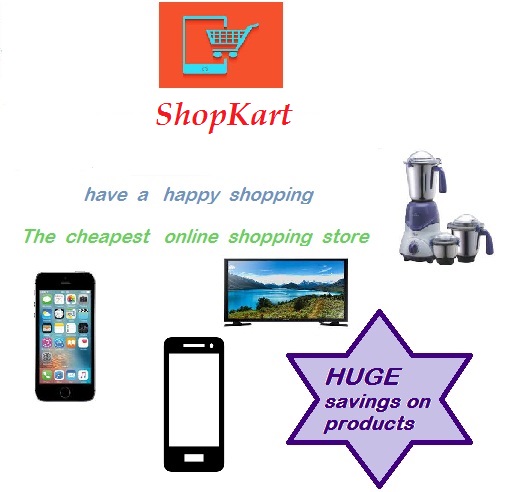 ShopKart
have a happy shopping
The cheapest online shopping store
HUGE
savings on
products